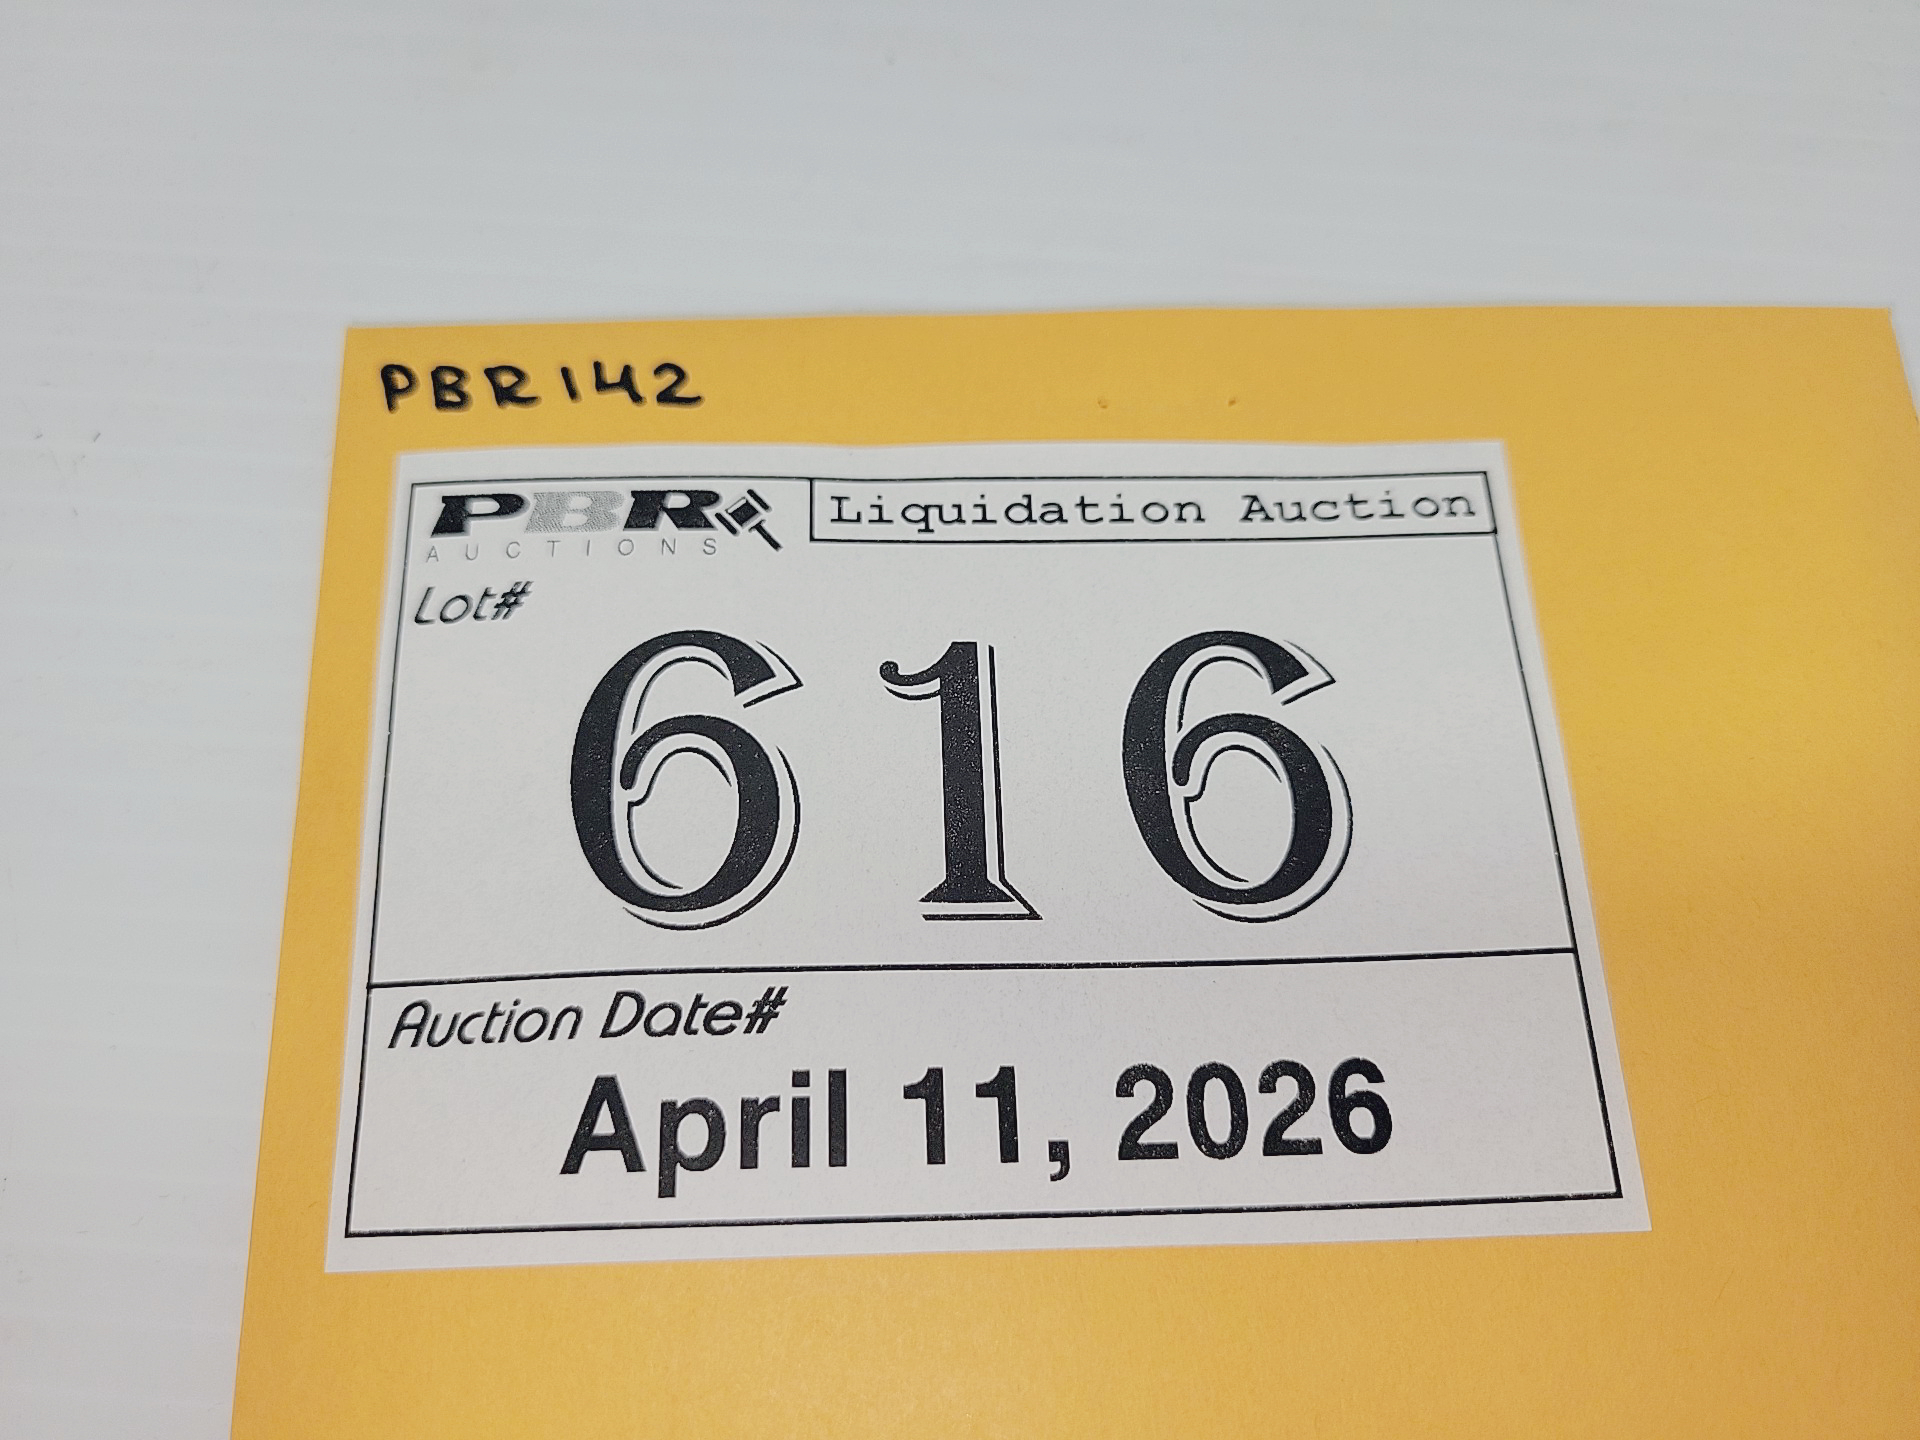 PBR142
PBR
AUCTIONS
Liquidation Auction
Lot#
616
Auction Date#
April 11, 2026